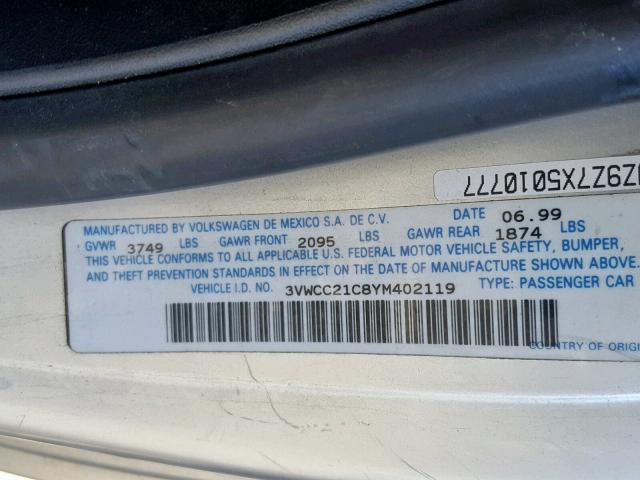 MANUFACTURED BY VOLKSWAGEN DE MEXICO S.A. DE C.V. DATE 06.99
GVWR 3749 LBS GAWR FRONT 2095 LBS GAWR REAR 1874 LBS
THIS VEHICLE CONFORMS TO ALL APPLICABLE U.S. FEDERAL MOTOR VEHICLE SAFETY, BUMPER,
AND THEFT PREVENTION STANDARDS IN EFFECT ON THE DATE OF MANUFACTURE SHOWN ABOVE.
VEHICLE I.D. NO. 3VWCC21C8YM402119 TYPE: PASSENGER CAR
COUNTRY OF ORIGI
UZ9Z7X5010777